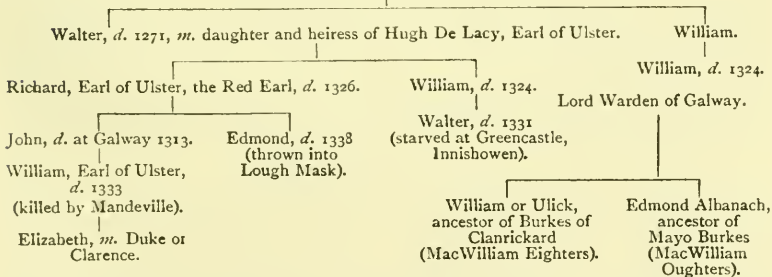 Walter, d. 1271, m. daughter and heiress of Hugh De Lacy, Earl of Ulster.
William.
Richard, Earl of Ulster, the Red Earl, d. 1326.
William, d. 1324.
William, d. 1324.
Lord Warden of Galway.
John, d. at Galway 1313.
Edmond, d. 1338
(thrown into
Lough Mask).
Walter, d. 1331
(starved at Greencastle,
Innishowen).
William, Earl of Ulster,
d. 1333
(killed by Mandeville).
Elizabeth, m. Duke or
Clarence.
William or Ulick,
ancestor of Burkes of
Clanrickard
(MacWilliam Eighters).
Edmond Albanach,
ancestor of
Mayo Burkes
(MacWilliam
Oughters).